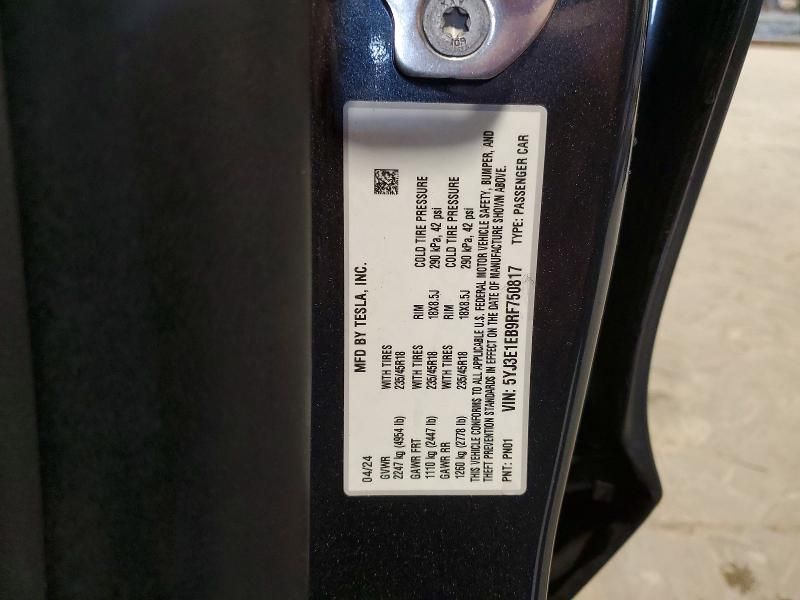 MFD BY TESLA, INC.
04/24
GVWR WITH TIRES RIM COLD TIRE PRESSURE
2247 kg (4954 lb) 235/45R18 18X8.5J 290 kPa, 42 psi
GAWR FRT WITH TIRES RIM COLD TIRE PRESSURE
1110 kg (2447 lb) 235/45R18 18X8.5J 290 kPa, 42 psi
GAWR RR WITH TIRES
1260 kg (2778 lb) 235/45R18
THIS VEHICLE CONFORMS TO ALL APPLICABLE U.S. FEDERAL MOTOR VEHICLE SAFETY, BUMPER, AND
THEFT PREVENTION STANDARDS IN EFFECT ON THE DATE OF MANUFACTURE SHOWN ABOVE.
PNT: PN01 VIN: 5YJ3E1EB9RF750817 TYPE: PASSENGER CAR